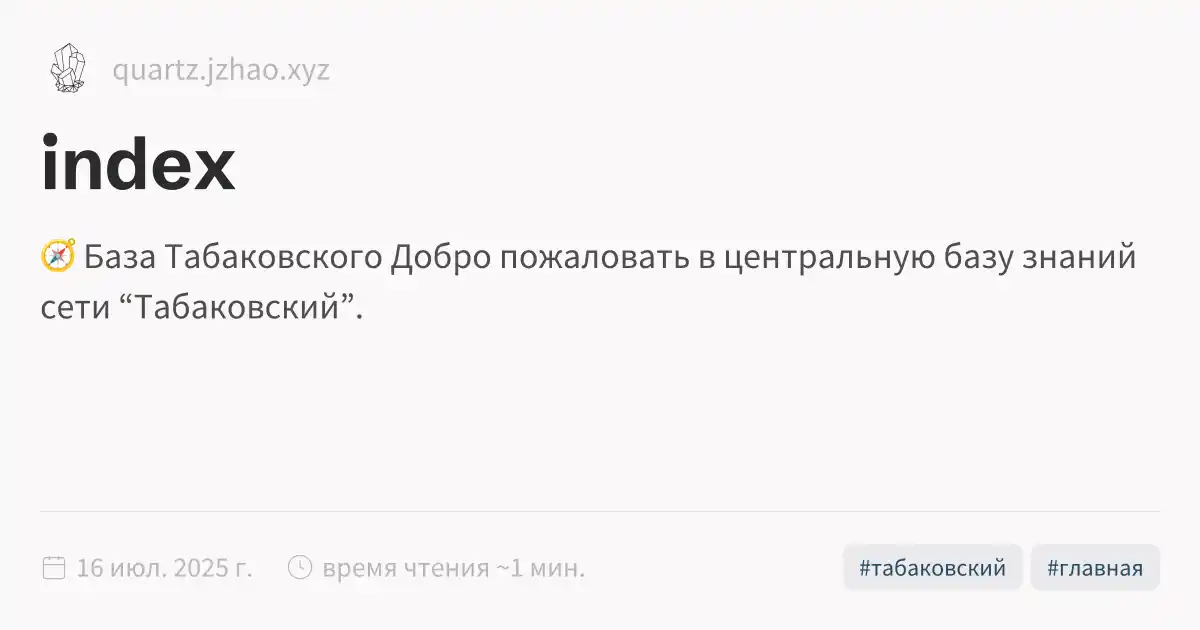 quartz.jzhao.xyz
index
🧭 База Табаковского Добро пожаловать в центральную базу знаний
сети “Табаковский”.
16 июл. 2025 г. время чтения ~1 мин. #табаковский #главная